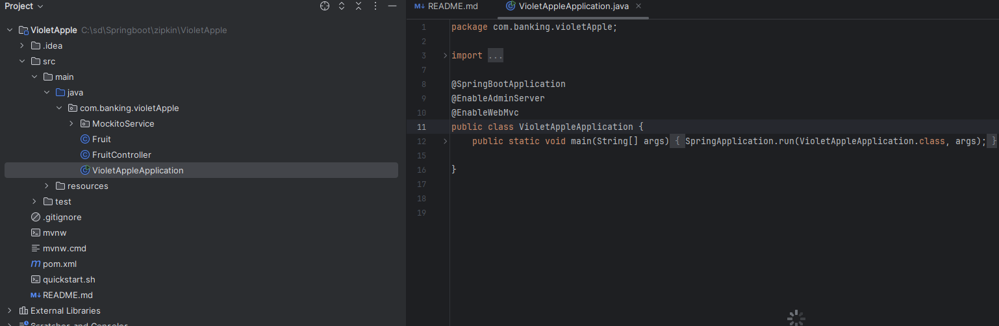 Project
VioletApple C:\sd\Springboot\zipkin\VioletApple
.idea
src
main
java
com.banking.violetApple
MockitoService
Fruit
FruitController
VioletAppleApplication
resources
test
.gitignore
mvnw
mvnw.cmd
pom.xml
quickstart.sh
README.md
External Libraries
Scratches and Consoles
README.md
VioletAppleApplication.java
1 package com.banking.violetApple;
2
3 import ...
7
8 @SpringBootApplication
9 @EnableAdminServer
10 @EnableWebMvc
11 public class VioletAppleApplication {
12 public static void main(String[] args) { SpringApplication.run(VioletAppleApplication.class, args); }
15
16 }
17
18
19